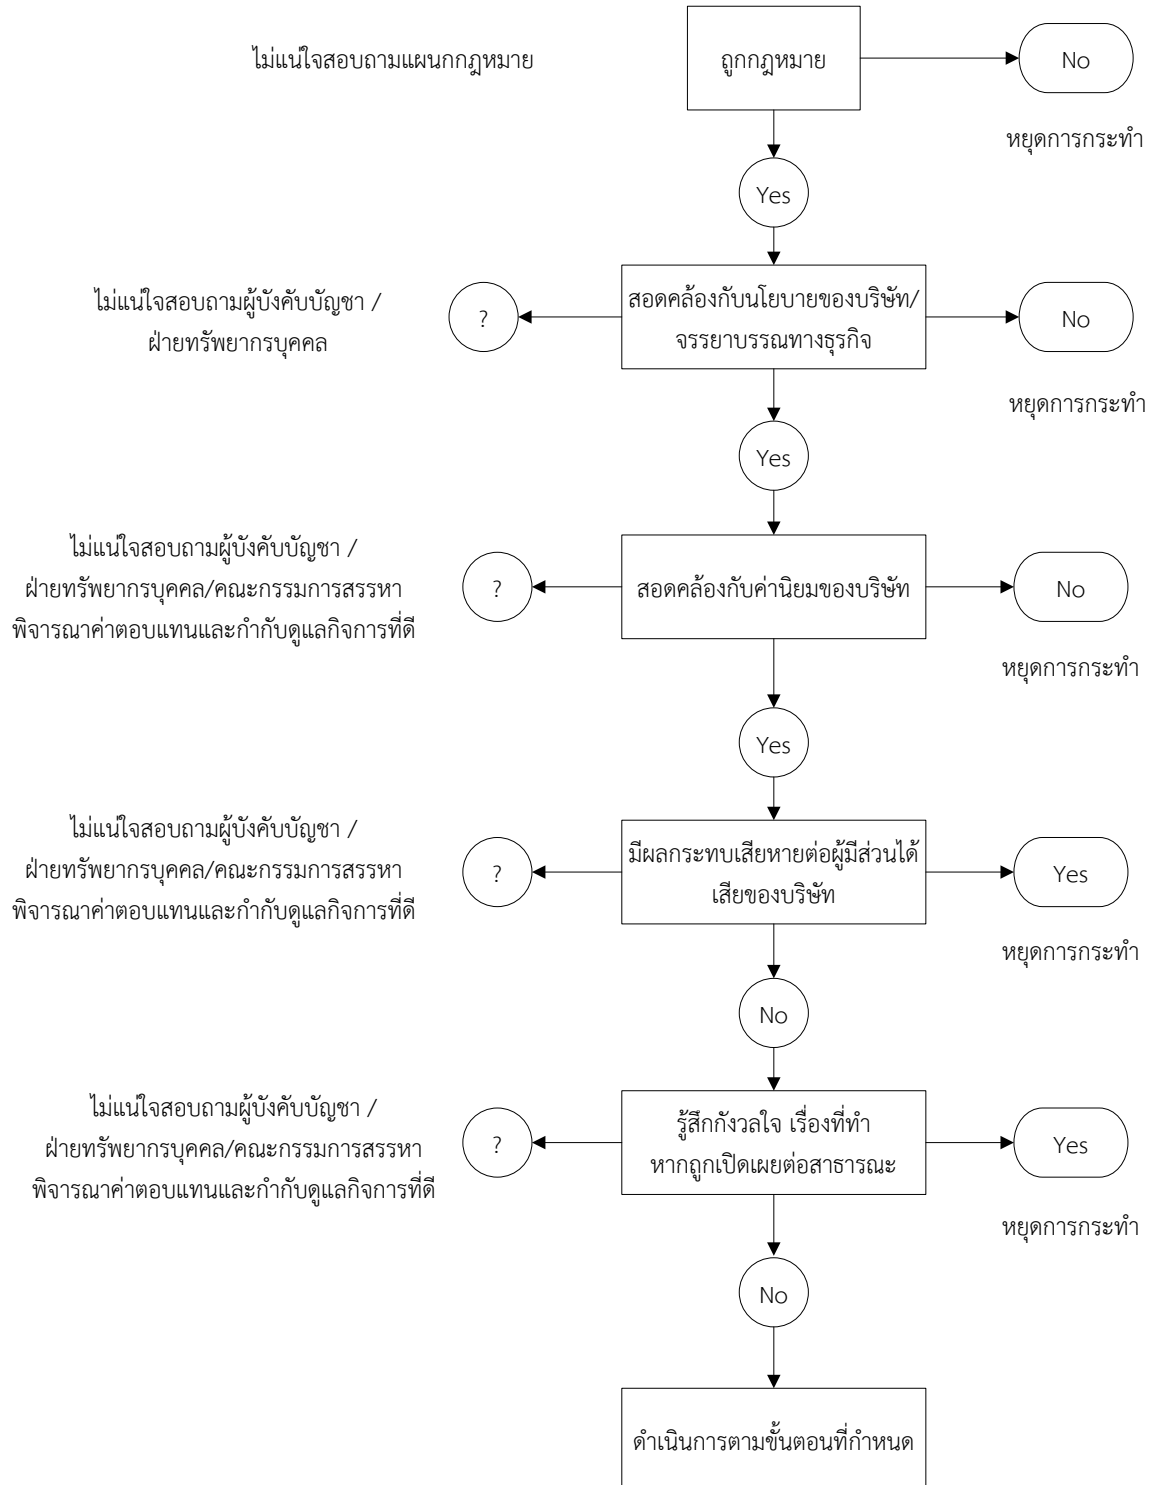 ไม่แน่ใจสอบถามแผนกกฎหมาย
ถูกกฎหมาย
No
หยุดการกระทำ
Yes
ไม่แน่ใจสอบถามผู้บังคับบัญชา /
ฝ่ายทรัพยากรบุคคล
?
สอดคล้องกับนโยบายของบริษัท/
จรรยาบรรณทางธุรกิจ
No
หยุดการกระทำ
Yes
ไม่แน่ใจสอบถามผู้บังคับบัญชา /
ฝ่ายทรัพยากรบุคคล/คณะกรรมการสรรหา
พิจารณาค่าตอบแทนและกำกับดูแลกิจการที่ดี
?
สอดคล้องกับค่านิยมของบริษัท
No
หยุดการกระทำ
Yes
ไม่แน่ใจสอบถามผู้บังคับบัญชา /
ฝ่ายทรัพยากรบุคคล/คณะกรรมการสรรหา
พิจารณาค่าตอบแทนและกำกับดูแลกิจการที่ดี
?
มีผลกระทบเสียหายต่อผู้มีส่วนได้
เสียของบริษัท
Yes
หยุดการกระทำ
No
ไม่แน่ใจสอบถามผู้บังคับบัญชา /
ฝ่ายทรัพยากรบุคคล/คณะกรรมการสรรหา
พิจารณาค่าตอบแทนและกำกับดูแลกิจการที่ดี
?
รู้สึกกังวลใจ เรื่องที่ทำ
หากถูกเปิดเผยต่อสาธารณะ
Yes
หยุดการกระทำ
No
ดำเนินการตามขั้นตอนที่กำหนด